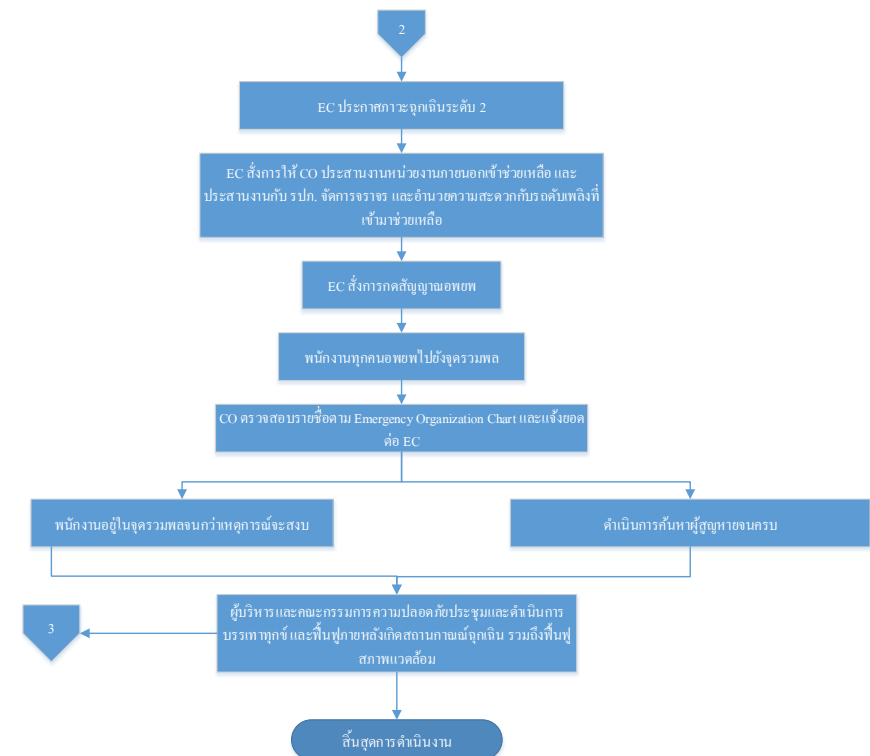 2
EC ประกาศภาวะฉุกเฉินระดับ 2
EC สั่งการให้ CO ประสานงานหน่วยงานภายนอกเข้าช่วยเหลือ และ
ประสานงานกับ รปภ. จัดการจราจร และอำนวยความสะดวกกับรถดับเพลิงที่
เข้ามาช่วยเหลือ
EC สั่งการกดสัญญาณอพยพ
พนักงานทุกคนอพยพไปยังจุดรวมพล
CO ตรวจสอบรายชื่อตาม Emergency Organization Chart และแจ้งยอด
ต่อ EC
พนักงานอยู่ในจุดรวมพลจนกว่าเหตุการณ์จะสงบ
ดำเนินการค้นหาผู้สูญหายจนครบ
ผู้บริหารและคณะกรรมการความปลอดภัยประชุมและดำเนินการ
บรรเทาทุกข์ และฟื้นฟูภายหลังเกิดสถานกาณณ์ฉุกเฉิน รวมถึงฟื้นฟู
สภาพแวดล้อม
3
สิ้นสุดการดำเนินงาน